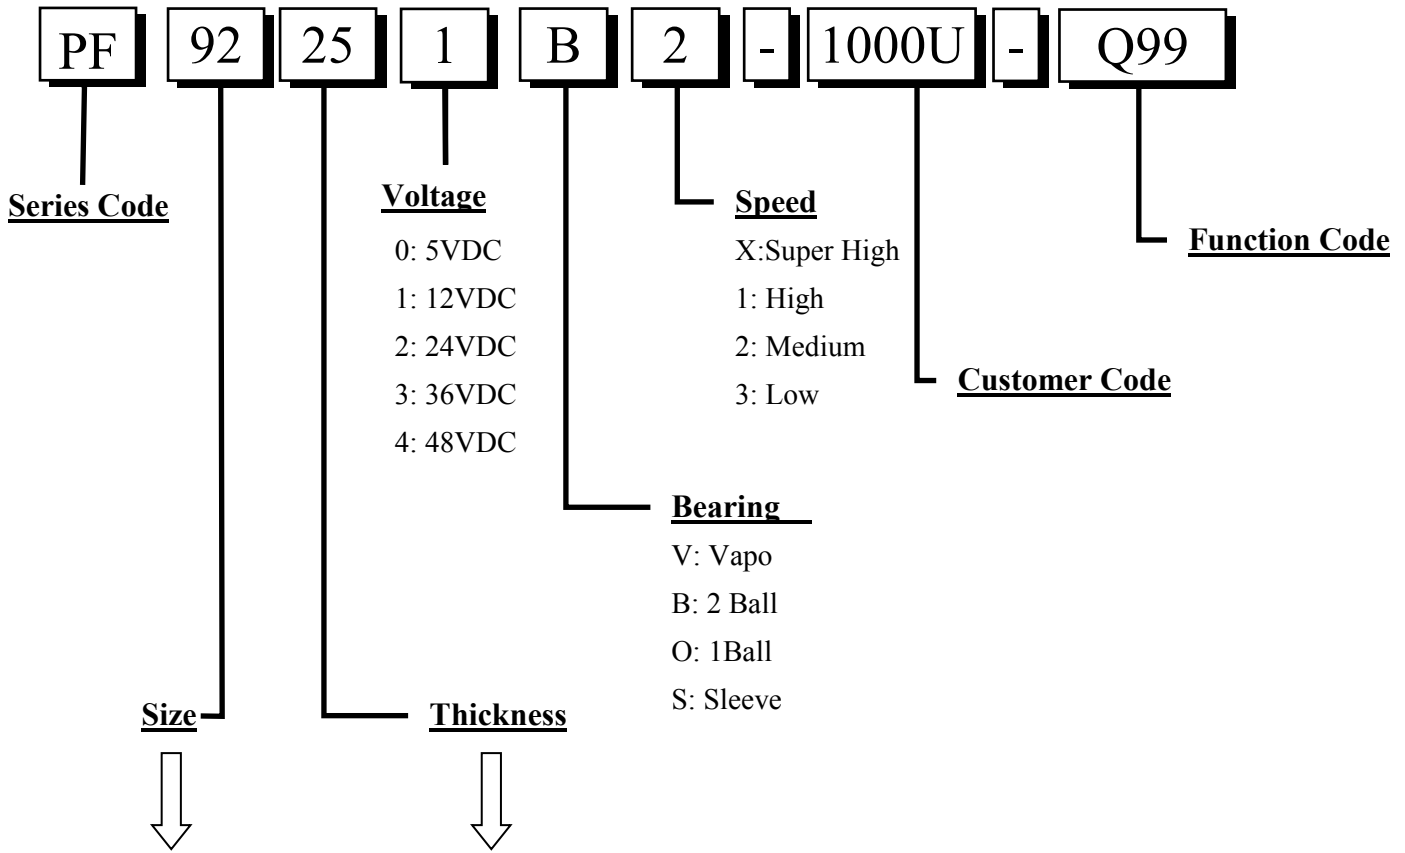 PF 92 25 1 B 2 - 1000U - Q99
Series Code
Voltage
0: 5VDC
1: 12VDC
2: 24VDC
3: 36VDC
4: 48VDC
Speed
X:Super High
1: High
2: Medium
3: Low
Function Code
Customer Code
Bearing
V: Vapo
B: 2 Ball
O: 1Ball
S: Sleeve
Size
Thickness